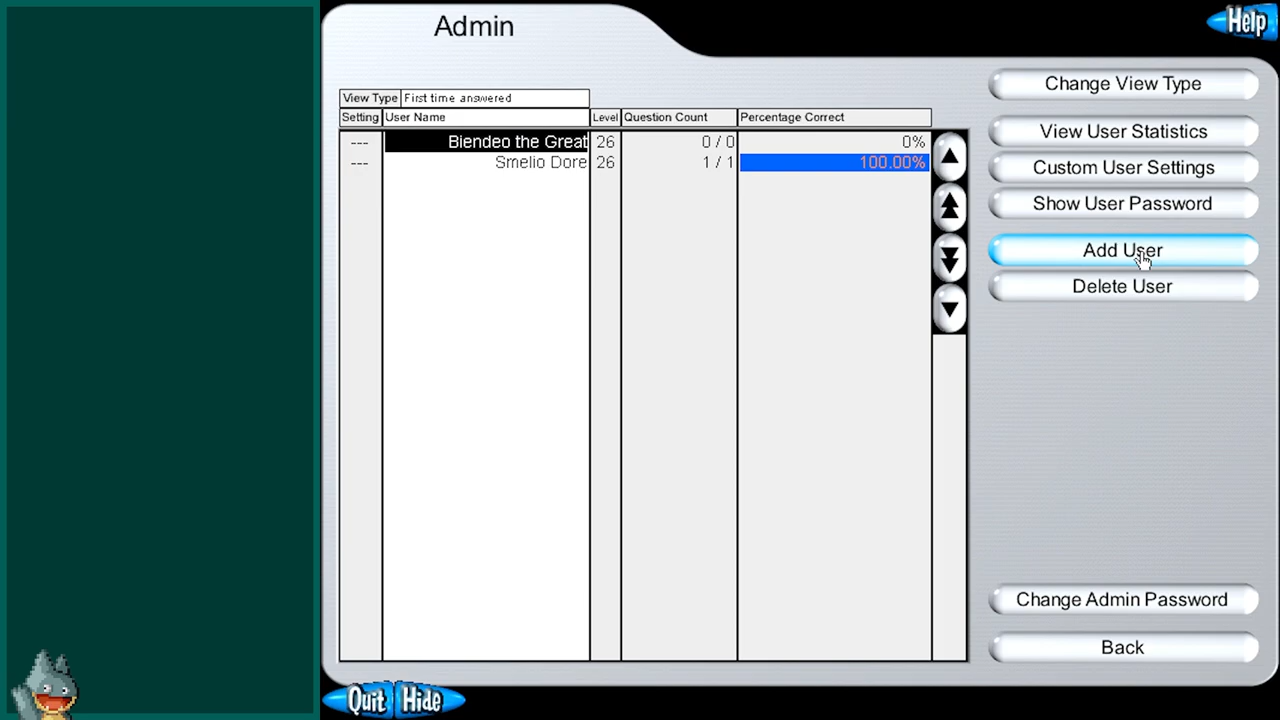 Admin
Help
Change View Type
View Type First time answered
Setting User Name Level Question Count Percentage Correct
--- Blendeo the Great 26 0 / 0 0%
--- Smelio Dore 26 1 / 1 100.00%
View User Statistics
Custom User Settings
Show User Password
Add User
Delete User
Change Admin Password
Back
Quit Hide